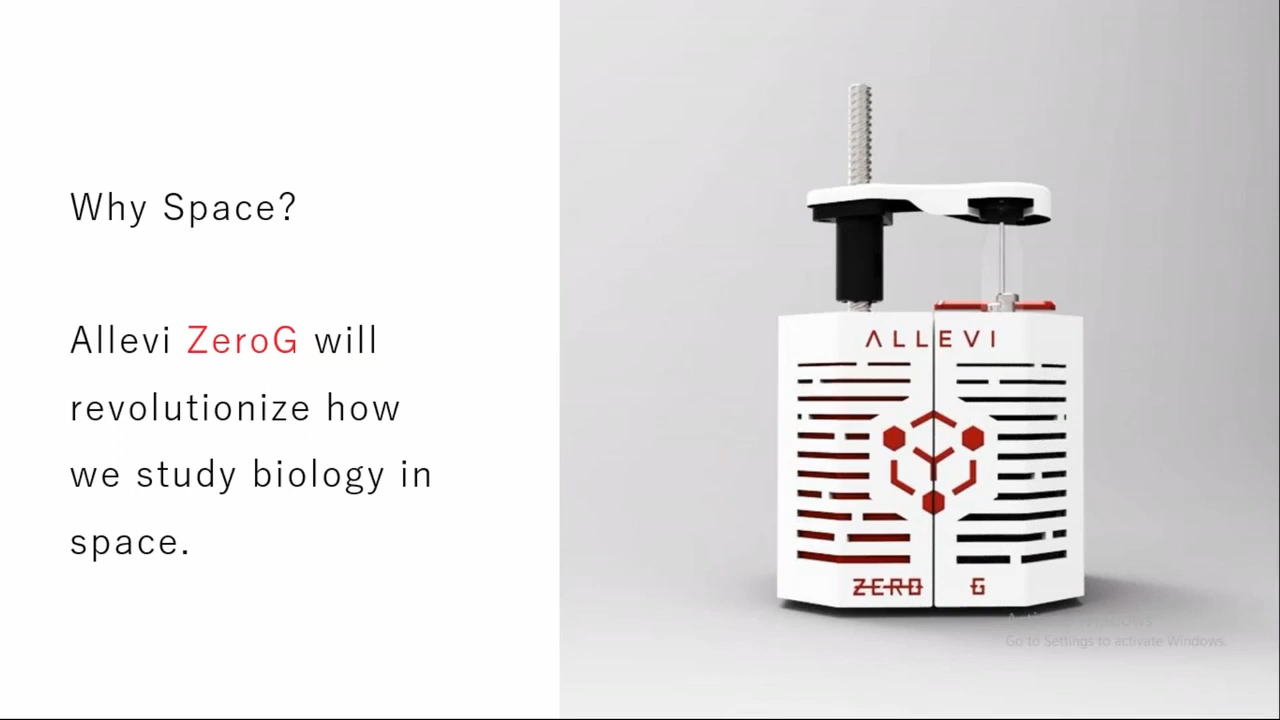 Why Space?
Allevi ZeroG will
revolutionize how
we study biology in
space.
ALLEVI
ZERO G
Go to Settings to activate Windows.